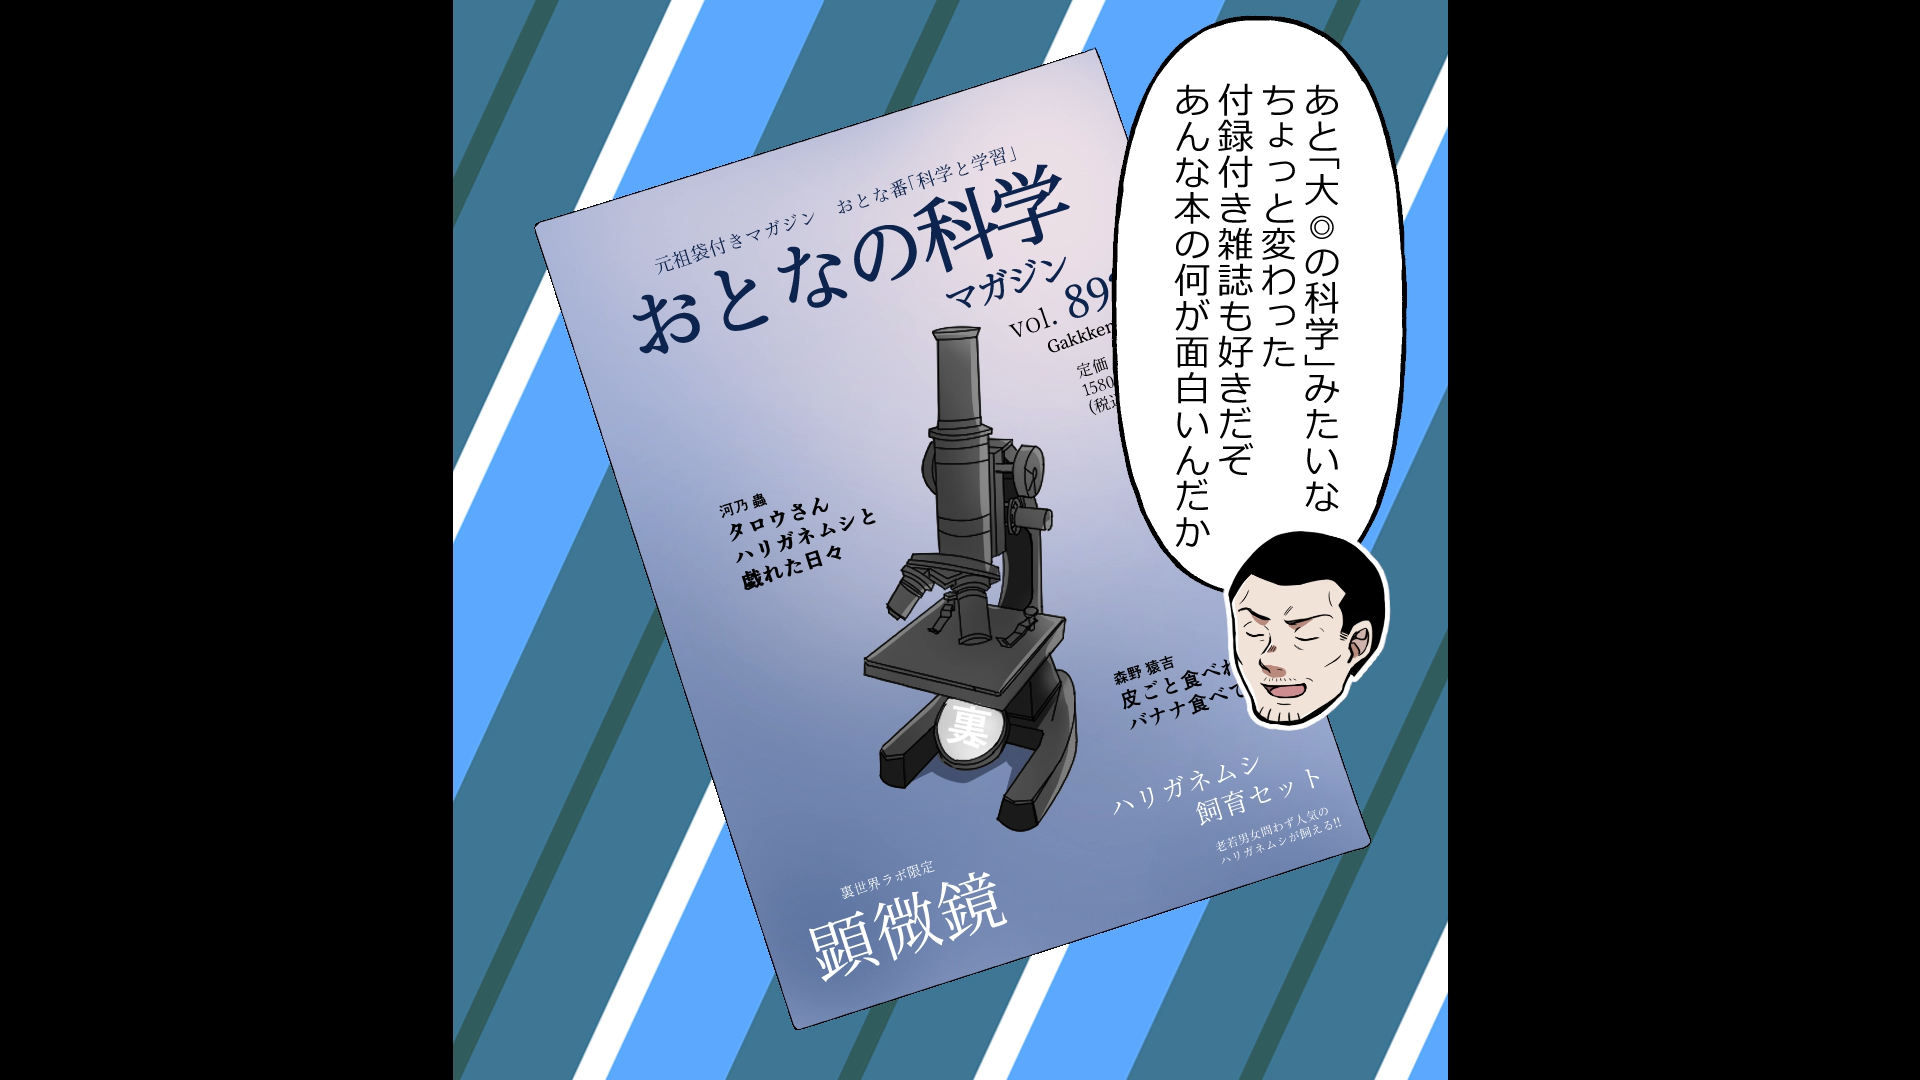 あと「大◎の科学」みたいな
ちょっと変わった
付録付き雑誌も好きだぞ
あんな本の何が面白いんだか
元祖袋付きマガジン おとな番「科学と学習」
おとなの科学
マガジン
vol. 89
Gakkken
定価
1580
(税込
河乃 蟲
タロウさん
ハリガネムシと
戯れた日々
裏
森野 猿吉
皮ごと食べれ
バナナ食べて
ハリガネムシ
飼育セット
老若男女問わず人気の
ハリガネムシが飼える!!
裏世界ラボ限定
顕微鏡